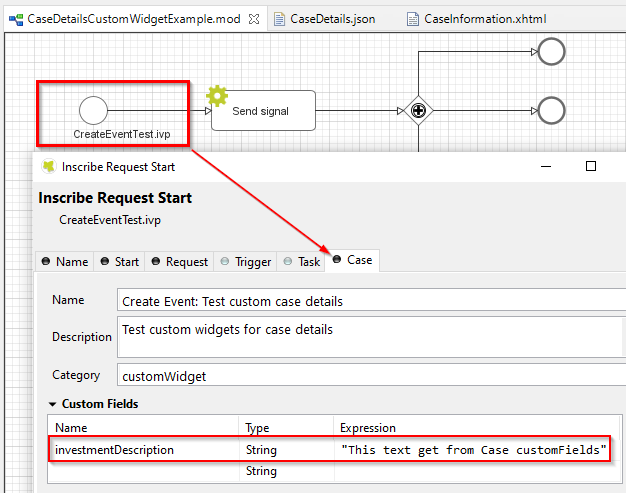 CaseDetailsCustomWidgetExample.mod
CaseDetails.json
CaseInformation.xhtml
CreateEventTest.ivp
Send signal
Inscribe Request Start
Inscribe Request Start
CreateEventTest.ivp
Name
Start
Request
Trigger
Task
Case
Name
Create Event: Test custom case details
Description
Test custom widgets for case details
Category
customWidget
Custom Fields
Name Type Expression
investmentDescription String "This text get from Case customFields"
String